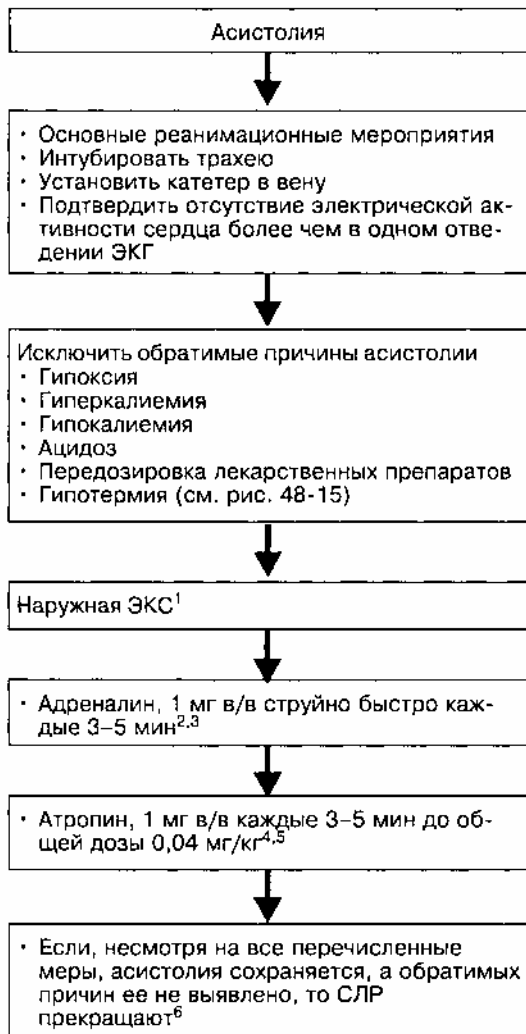 Асистолия
· Основные реанимационные мероприятия
· Интубировать трахею
· Установить катетер в вену
· Подтвердить отсутствие электрической ак-
тивности сердца более чем в одном отве-
дении ЭКГ
Исключить обратимые причины асистолии
· Гипоксия
· Гиперкалиемия
· Гипокалиемия
· Ацидоз
· Передозировка лекарственных препаратов
· Гипотермия (см. рис. 48-15)
Наружная ЭКС¹
· Адреналин, 1 мг в/в струйно быстро каж-
дые 3–5 мин²,³
· Атропин, 1 мг в/в каждые 3–5 мин до об-
щей дозы 0,04 мг/кг⁴,⁵
· Если, несмотря на все перечисленные
меры, асистолия сохраняется, а обратимых
причин ее не выявлено, то СЛР
прекращают⁶